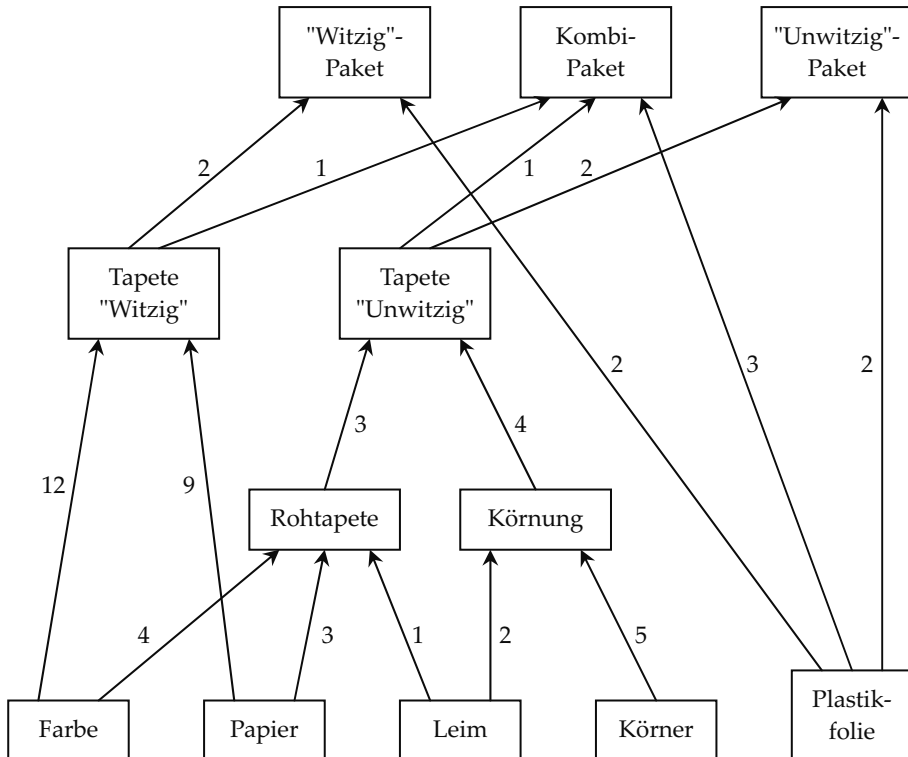 "Witzig"-
Paket
Kombi-
Paket
"Unwitzig"-
Paket
2
1
1
2
Tapete
"Witzig"
Tapete
"Unwitzig"
2
3
2
3
4
12
9
Rohtapete
Körnung
4
3
1
2
5
Farbe
Papier
Leim
Körner
Plastik-
folie